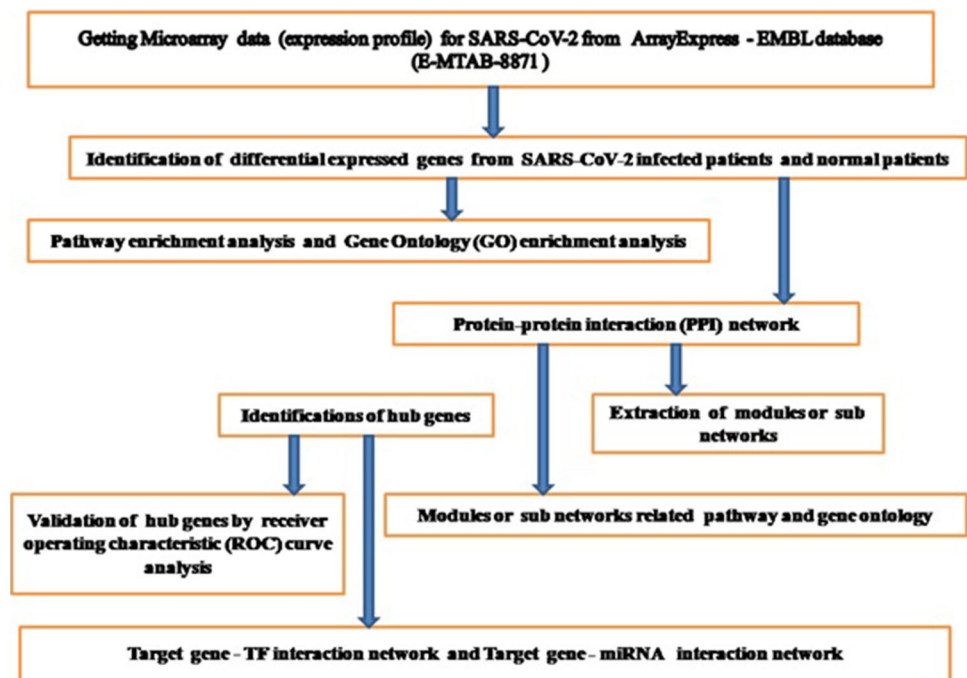 Getting Microarray data (expression profile) for SARS-CoV-2 from ArrayExpress - EMBL database
(E-MTAB-8871 )
Identification of differential expressed genes from SARS-CoV-2 infected patients and normal patients
Pathway enrichment analysis and Gene Ontology (GO) enrichment analysis
Protein-protein interaction (PPI) network
Identifications of hub genes
Extraction of modules or sub
networks
Validation of hub genes by receiver
operating characteristic (ROC) curve
analysis
Modules or sub networks related pathway and gene ontology
Target gene - TF interaction network and Target gene - miRNA interaction network